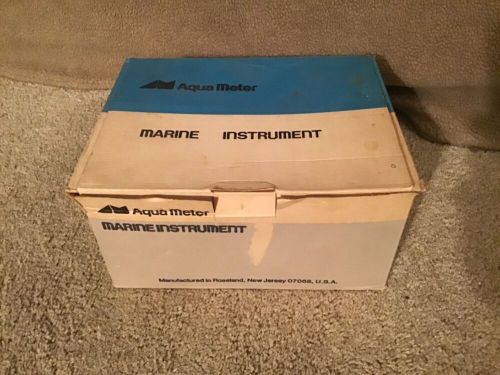 Aqua Meter
MARINE INSTRUMENT
Aqua Meter
MARINE INSTRUMENT
Manufactured in Roseland, New Jersey 07068, U.S.A.